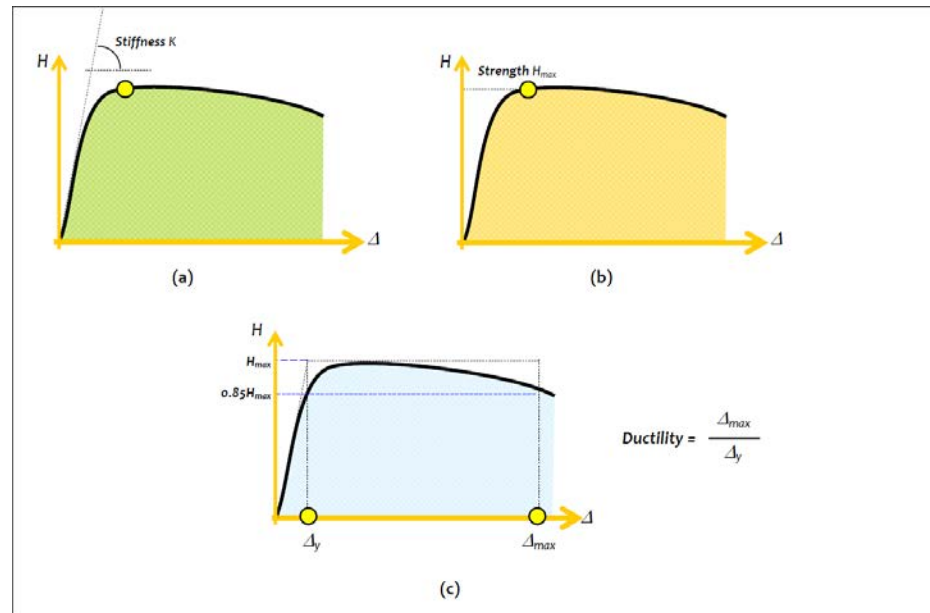 Stiffness K
H
Δ
(a)
H
Strength Hmax
Δ
(b)
H
Hmax
0.85Hmax
Δ
Δy
Δmax
Ductility = Δmax / Δy
(c)